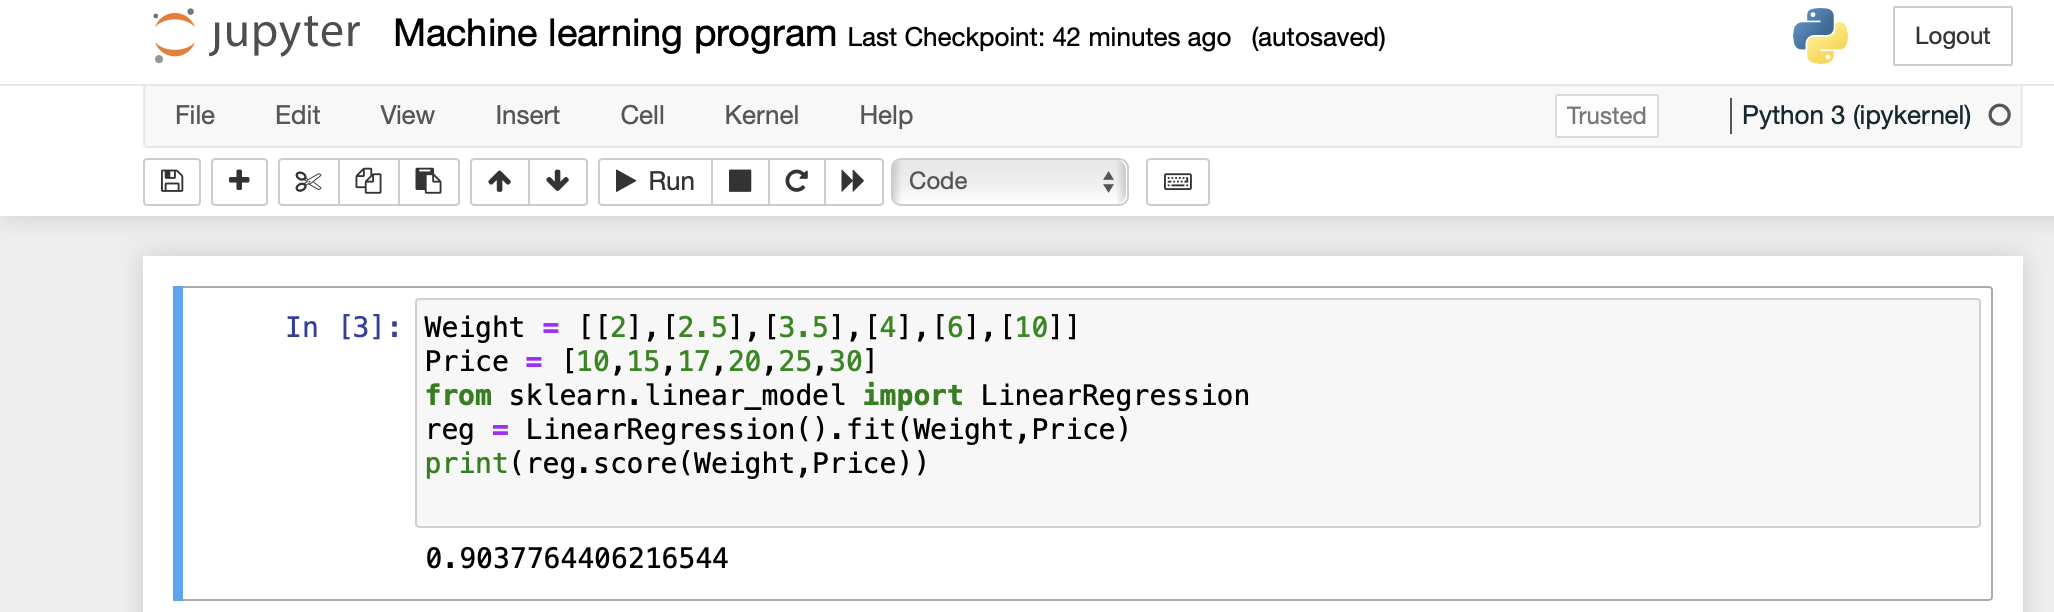 jupyter Machine learning program Last Checkpoint: 42 minutes ago (autosaved)
Logout
File Edit View Insert Cell Kernel Help Trusted Python 3 (ipykernel)
Run Code
In [3]: Weight = [[2],[2.5],[3.5],[4],[6],[10]]
Price = [10,15,17,20,25,30]
from sklearn.linear_model import LinearRegression
reg = LinearRegression().fit(Weight,Price)
print(reg.score(Weight,Price))
0.9037764406216544